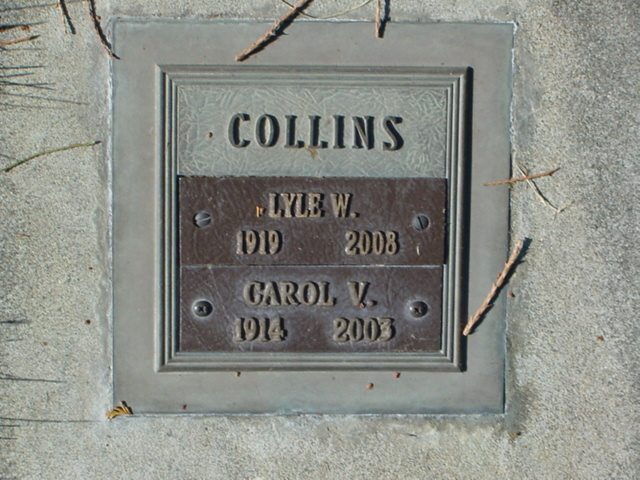 COLLINS
LYLE W.
1919 2008
CAROL V.
1914 2003